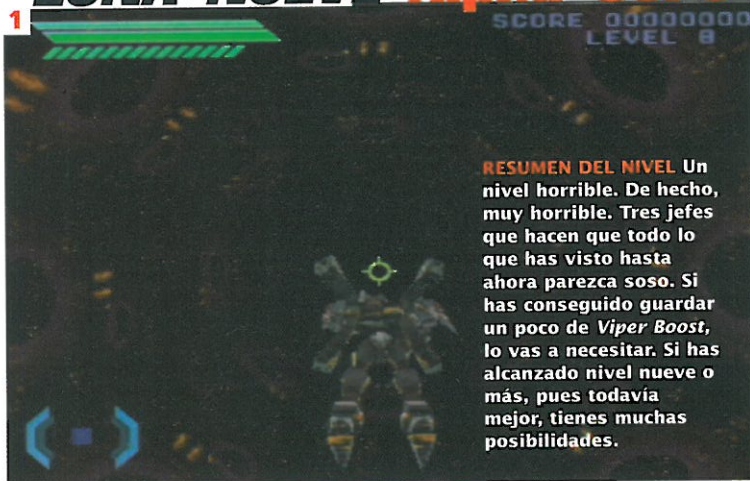 1
SCORE 00000000
LEVEL 8
RESUMEN DEL NIVEL Un
nivel horrible. De hecho,
muy horrible. Tres jefes
que hacen que todo lo
que has visto hasta
ahora parezca soso. Si
has conseguido guardar
un poco de Viper Boost,
lo vas a necesitar. Si has
alcanzado nivel nueve o
más, pues todavía
mejor, tienes muchas
posibilidades.